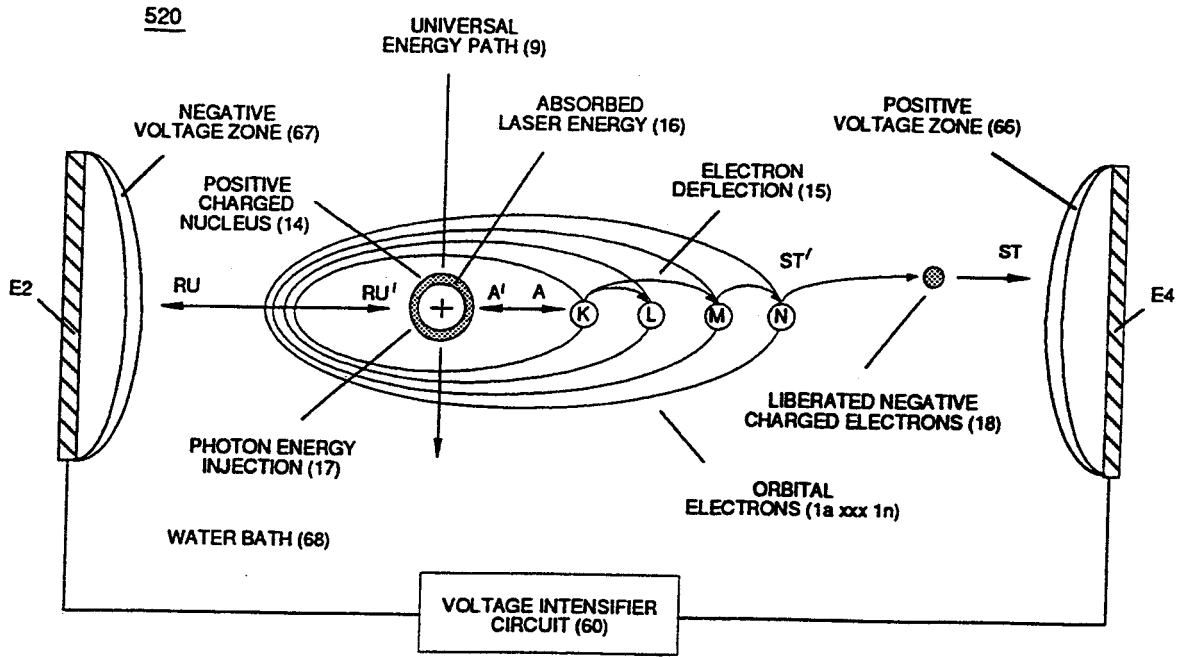 520
UNIVERSAL
ENERGY PATH (9)
NEGATIVE
VOLTAGE ZONE (67)
ABSORBED
LASER ENERGY (16)
POSITIVE
VOLTAGE ZONE (66)
POSITIVE
CHARGED
NUCLEUS (14)
ELECTRON
DEFLECTION (15)
E2
RU
RU'
+
A'
A
K
L
M
N
ST'
ST
E4
PHOTON ENERGY
INJECTION (17)
LIBERATED NEGATIVE
CHARGED ELECTRONS (18)
ORBITAL
ELECTRONS (1a xxx 1n)
WATER BATH (68)
VOLTAGE INTENSIFIER
CIRCUIT (60)